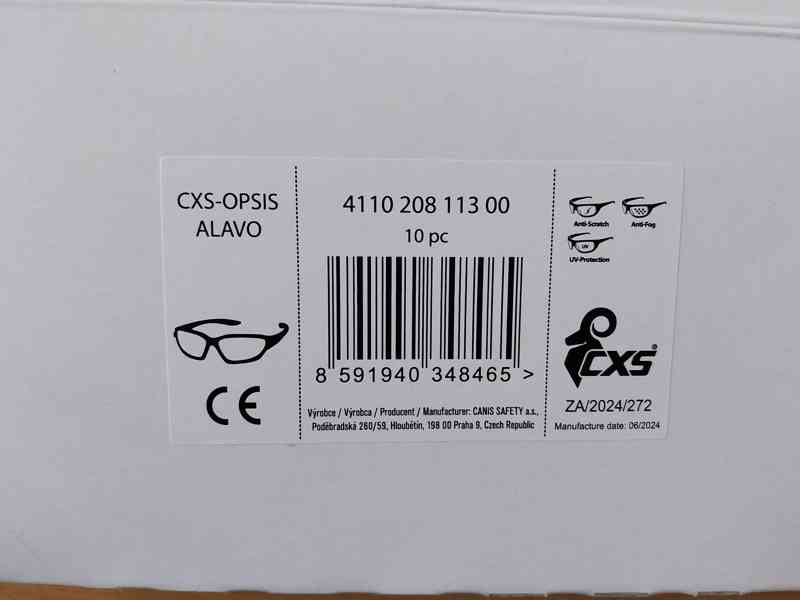 CXS-OPSIS
ALAVO
CE
4110 208 113 00
10 pc
8 591940 348465 >
Výrobce / Výrobca / Producent / Manufacturer: CANIS SAFETY a.s.,
Poděbradská 260/59, Hloubětín, 198 00 Praha 9, Czech Republic
Anti-Scratch
Anti-Fog
UV
UV-Protection
CXS®
ZA/2024/272
Manufacture date: 06/2024